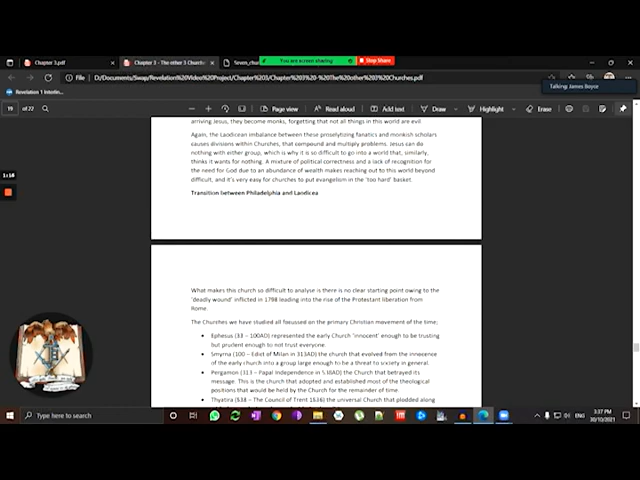 Chapter 3.pdf
Chapter 3 - The other 3 Church
Seven_chu
You are screen sharing
Stop Share
File
D:/Documents/Swap/Revelation%20Video%20Project/Chapter%203/Chapter%203%20-%20The%20other%203%20Churches.pdf
Talking: James Boyce
Revelation 1 Interlin...
19 of 22
Page view
Read aloud
Add text
Draw
Highlight
Erase
arriving Jesus, they become monks, forgetting that not all things in this world are evil.
Again, the Laodicean imbalance between these proselytizing fanatics and monkish scholars
causes divisions within Churches, that compound and multiply problems. Jesus can do
nothing with either group, which is why it is so difficult to go into a world that, similarly,
thinks it wants for nothing. A mixture of political correctness and a lack of recognition for
the need for God due to an abundance of wealth makes reaching out to this world beyond
difficult, and it's very easy for churches to put evangelism in the 'too hard' basket.
1:18
Transition between Philadelphia and Landicea
What makes this church so difficult to analyse is there is no clear starting point owing to the
'deadly wound' inflicted in 1798 leading into the rise of the Protestant liberation from
Rome.
The Churches we have studied all focussed on the primary Christian movement of the time;
• Ephesus (33 – 100AD) represented the early Church 'innocent' enough to be trusting
but prudent enough to not trust everyone.
• Smyrna (100 – Edict of Milan in 313AD) the church that evolved from the innocence
of the early church into a group large enough to be a threat to society in general.
• Pergamon (313 – Papal Independence in 538AD) the Church that betrayed its
message. This is the church that adopted and established most of the theological
positions that would be held by the Church for the remainder of time.
• Thyatira (538 – The Council of Trent 1536) the universal Church that plodded along
Type here to search
ENG
3:37 PM
30/10/2021